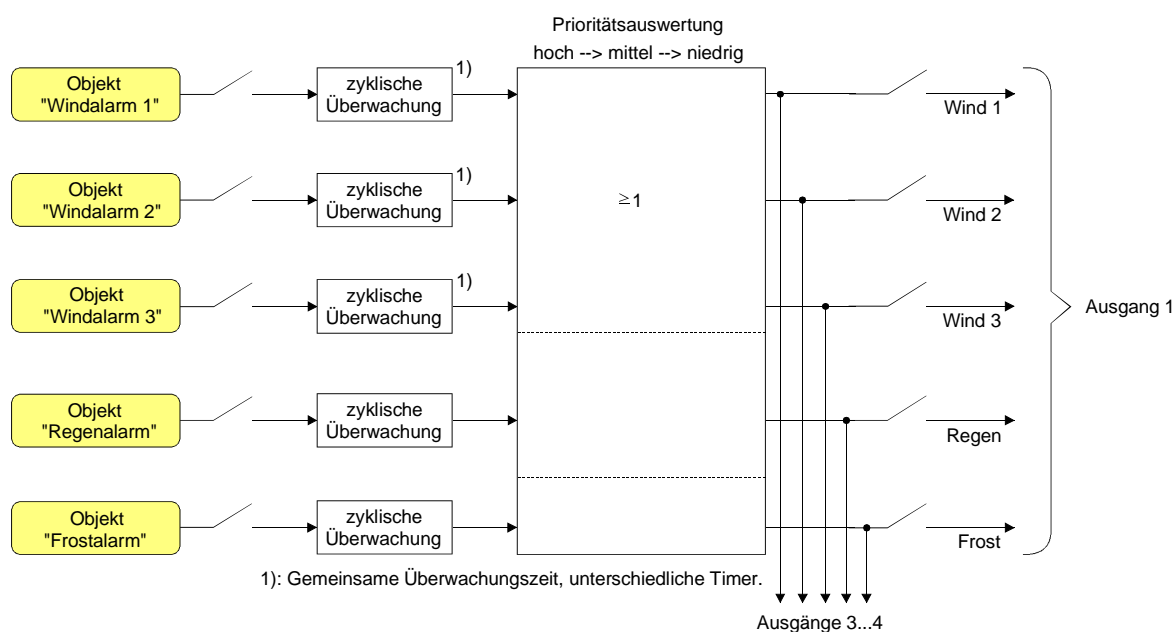 Prioritätsauswertung
hoch --> mittel --> niedrig
Objekt
"Windalarm 1"
zyklische
Überwachung
1)
Wind 1
Objekt
"Windalarm 2"
zyklische
Überwachung
1)
≥1
Wind 2
Objekt
"Windalarm 3"
zyklische
Überwachung
1)
Wind 3
Ausgang 1
Objekt
"Regenalarm"
zyklische
Überwachung
Regen
Objekt
"Frostalarm"
zyklische
Überwachung
Frost
1): Gemeinsame Überwachungszeit, unterschiedliche Timer.
Ausgänge 3...4